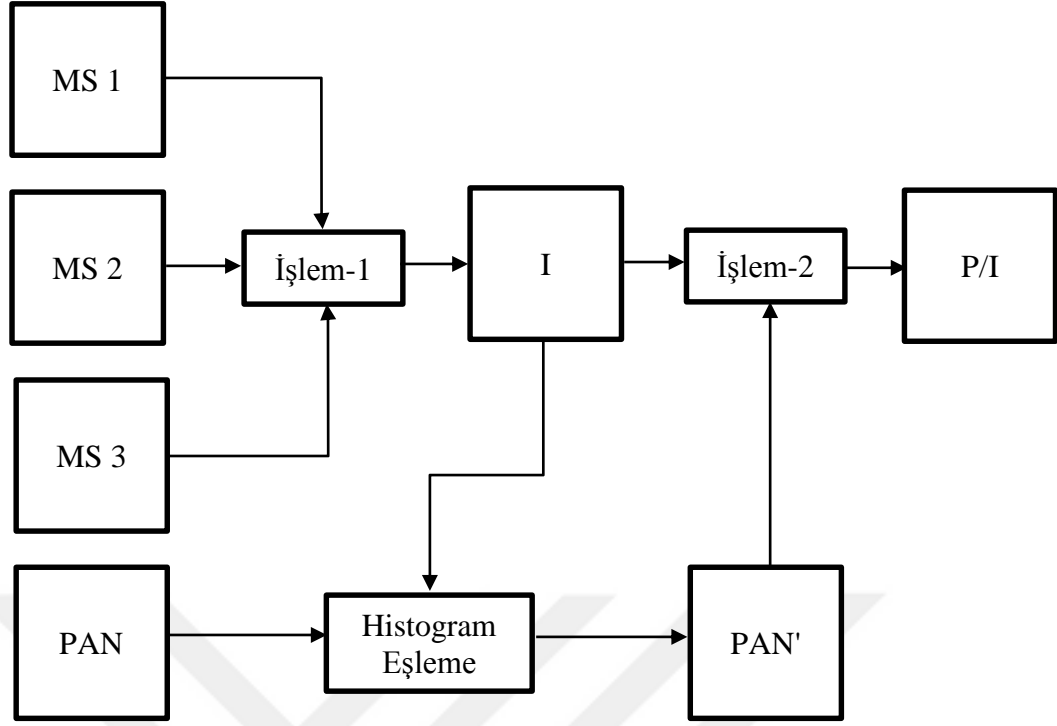 MS 1
MS 2
İşlem-1
I
İşlem-2
P/I
MS 3
PAN
Histogram
Eşleme
PAN'